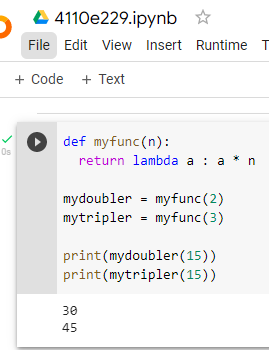 4110e229.ipynb
File Edit View Insert Runtime
+ Code + Text
0s
def myfunc(n):
  return lambda a : a * n
mydoubler = myfunc(2)
mytripler = myfunc(3)
print(mydoubler(15))
print(mytripler(15))
30
45